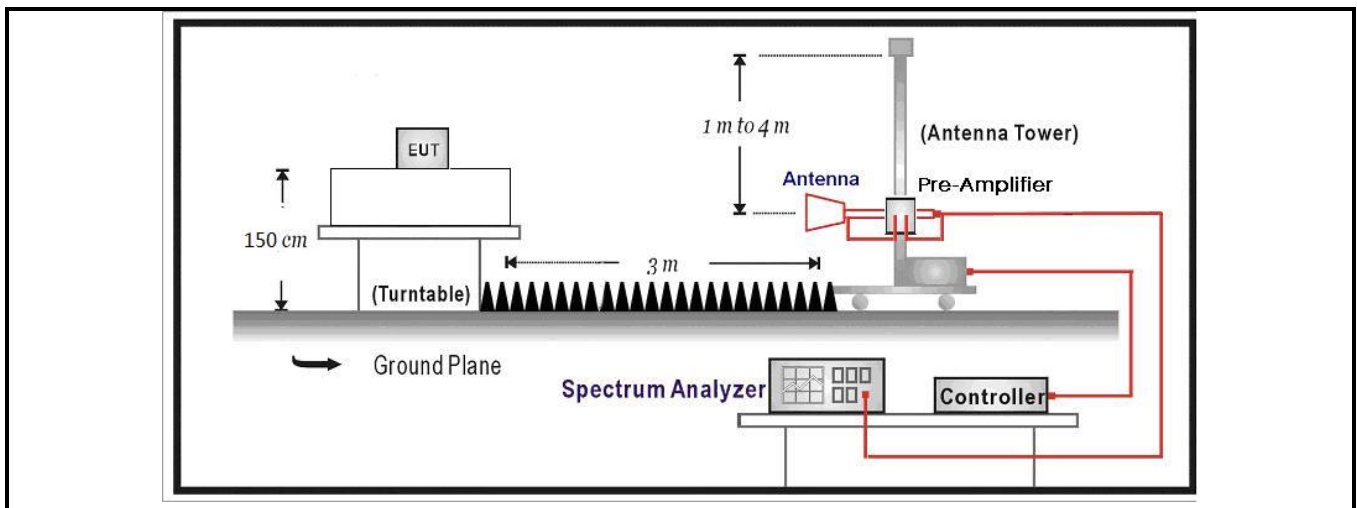 1 m to 4 m
(Antenna Tower)
EUT
Antenna
Pre-Amplifier
150 cm
3 m
(Turntable)
Ground Plane
Spectrum Analyzer
Controller